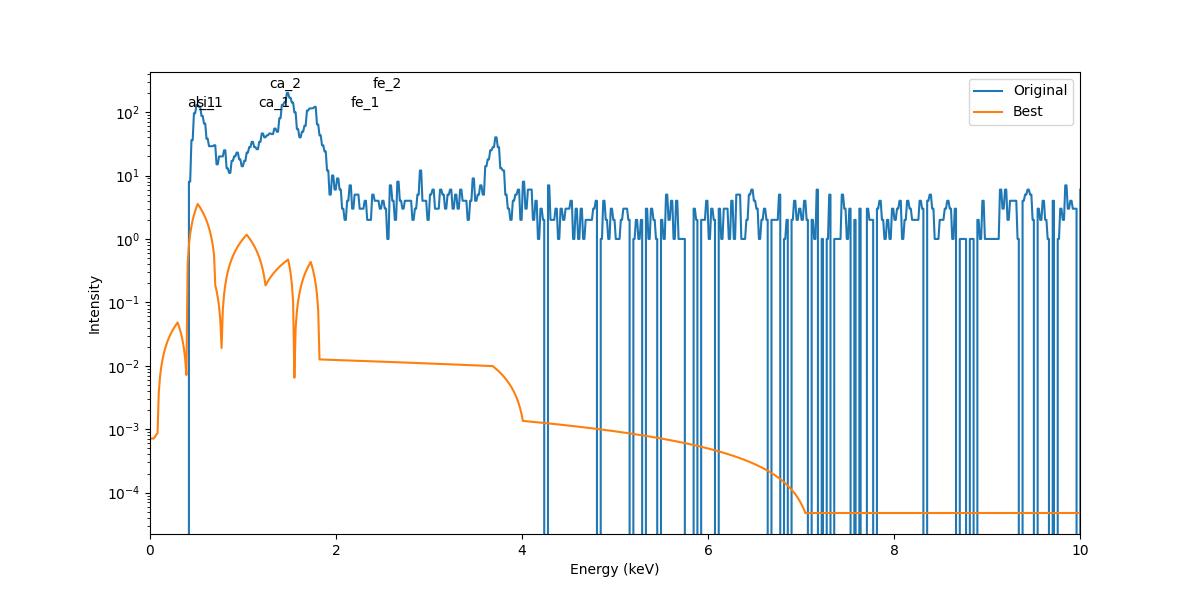 ca_2 fe_2
ca_1 fe_1
Original
Best
10²
10¹
10⁰
10⁻¹
10⁻²
10⁻³
10⁻⁴
Intensity
0 2 4 6 8 10
Energy (keV)